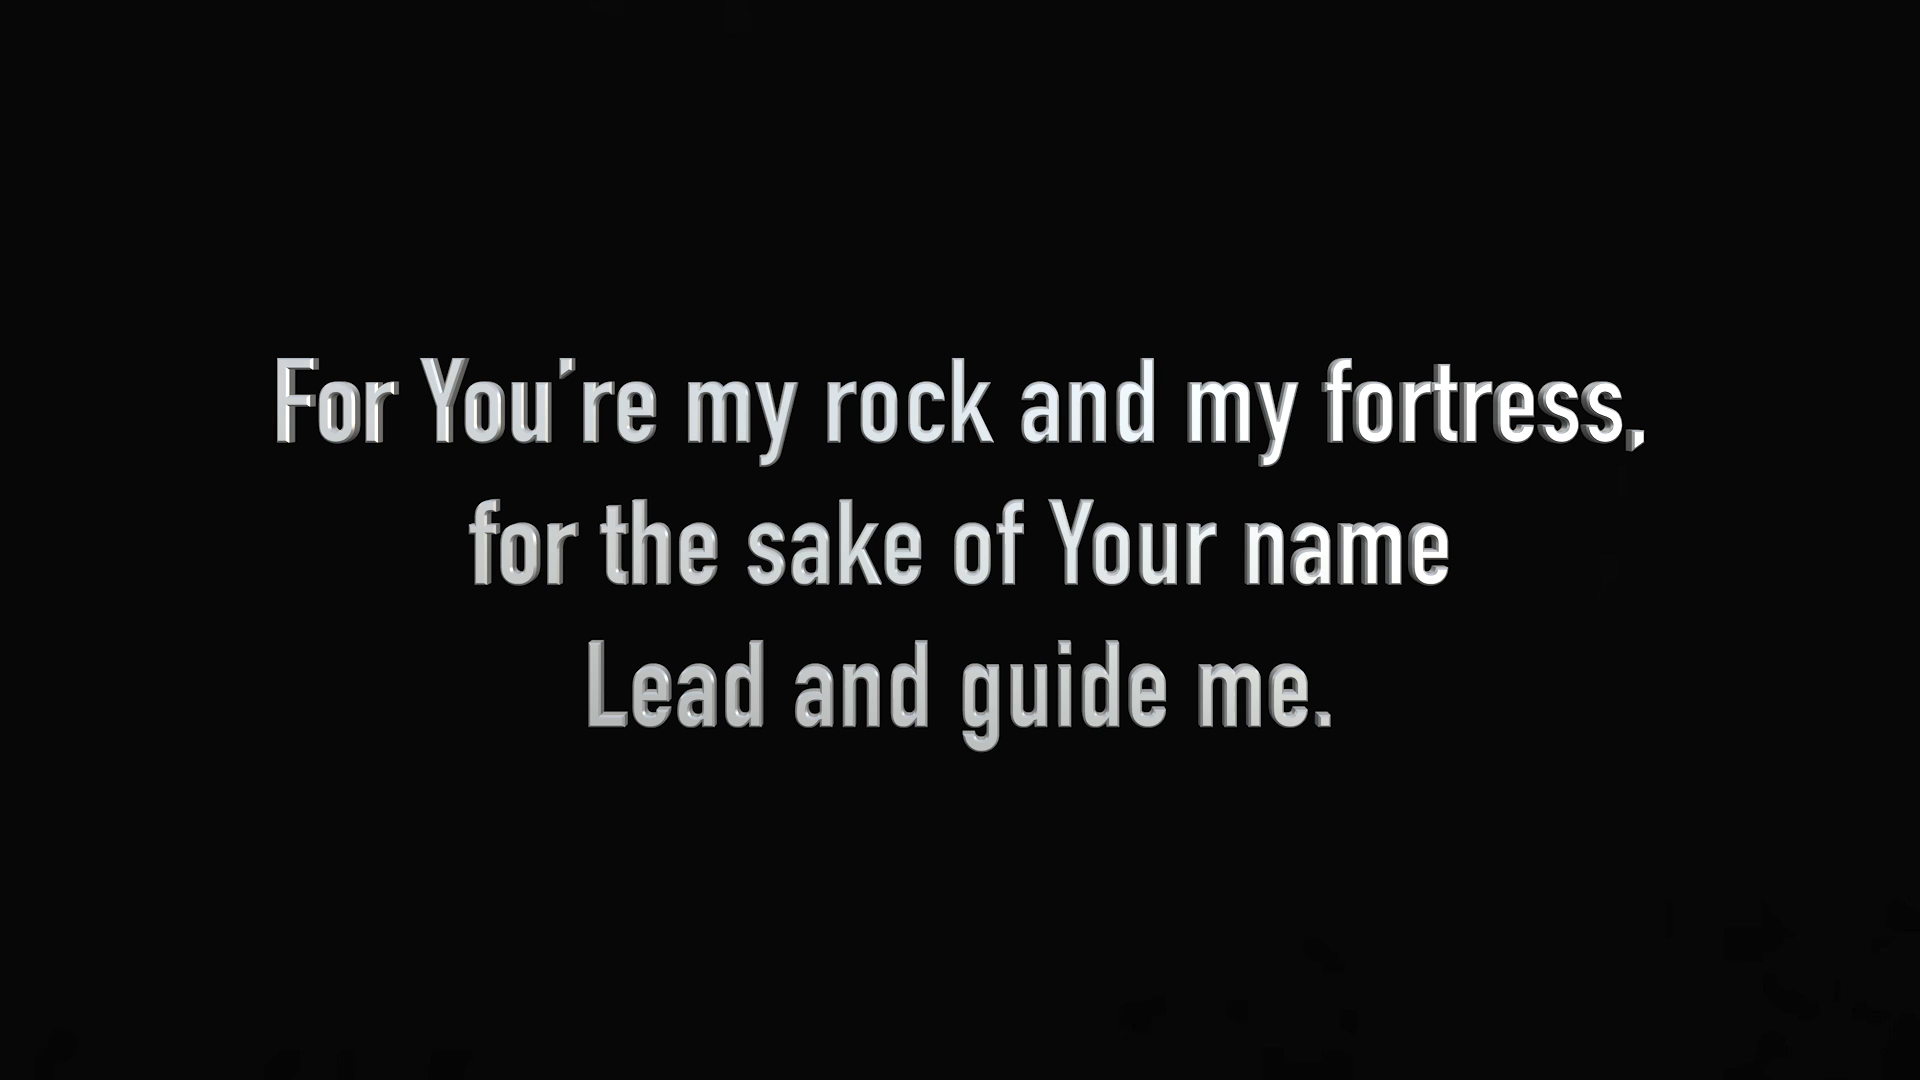 For You're my rock and my fortress,
for the sake of Your name
Lead and guide me.